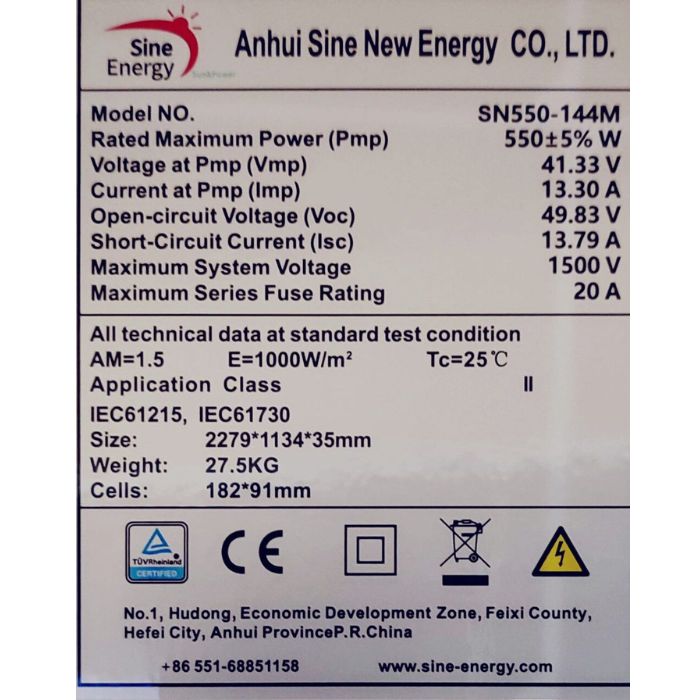 Sine
Energy
Sun&Power
Anhui Sine New Energy CO., LTD.
Model NO. SN550-144M
Rated Maximum Power (Pmp) 550±5% W
Voltage at Pmp (Vmp) 41.33 V
Current at Pmp (Imp) 13.30 A
Open-circuit Voltage (Voc) 49.83 V
Short-Circuit Current (Isc) 13.79 A
Maximum System Voltage 1500 V
Maximum Series Fuse Rating 20 A
All technical data at standard test condition
AM=1.5 E=1000W/m² Tc=25℃
Application Class II
IEC61215, IEC61730
Size: 2279*1134*35mm
Weight: 27.5KG
Cells: 182*91mm
TÜVRheinland
CERTIFIED
CE
No.1, Hudong, Economic Development Zone, Feixi County,
Hefei City, Anhui ProvinceP.R.China
+86 551-68851158 www.sine-energy.com